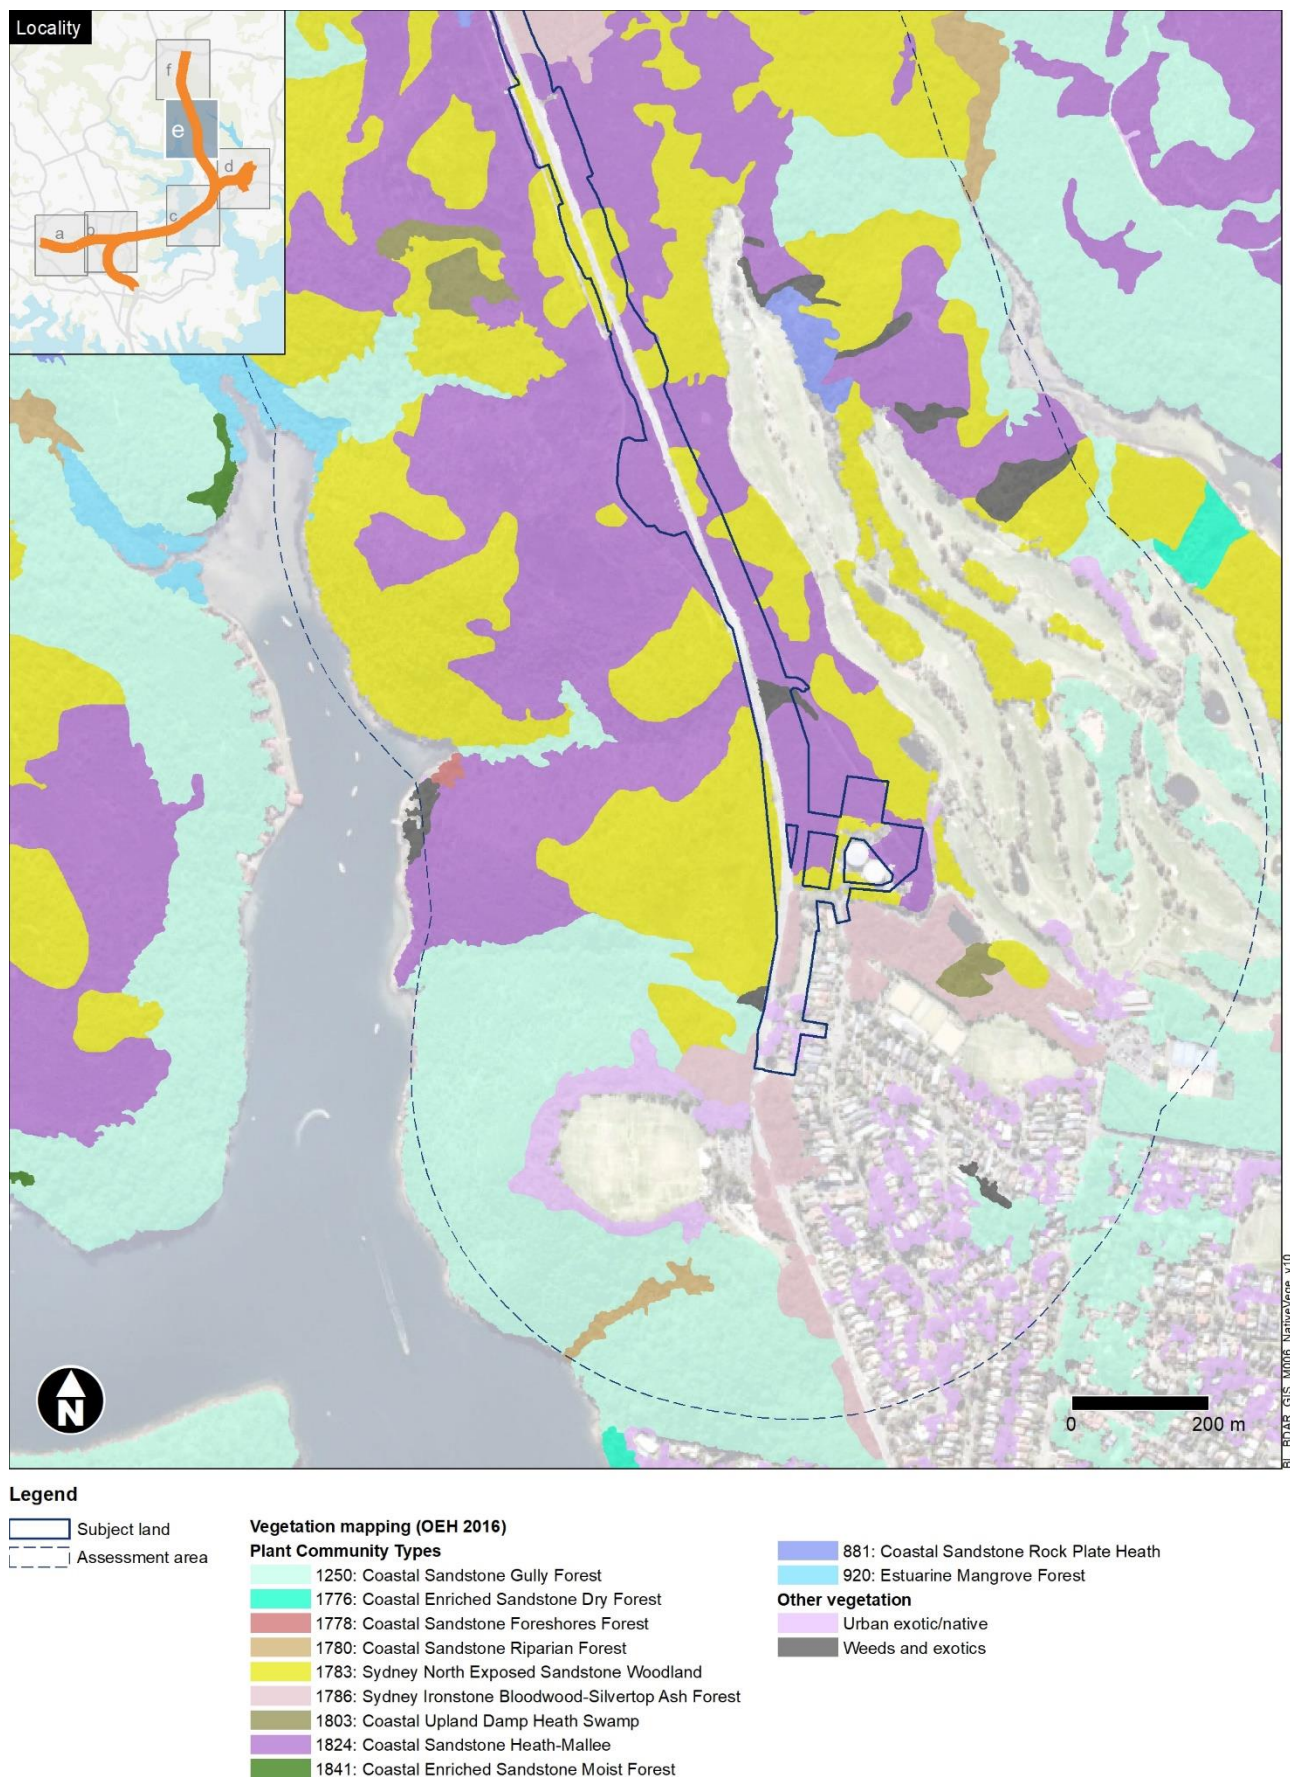 Locality
f
e
d
c
a
b
N
0 200 m
BL_BDAR_GIS_M006_NativeVege_v10
Legend
Subject land
Assessment area
Vegetation mapping (OEH 2016)
Plant Community Types
1250: Coastal Sandstone Gully Forest
1776: Coastal Enriched Sandstone Dry Forest
1778: Coastal Sandstone Foreshores Forest
1780: Coastal Sandstone Riparian Forest
1783: Sydney North Exposed Sandstone Woodland
1786: Sydney Ironstone Bloodwood-Silvertop Ash Forest
1803: Coastal Upland Damp Heath Swamp
1824: Coastal Sandstone Heath-Mallee
1841: Coastal Enriched Sandstone Moist Forest
881: Coastal Sandstone Rock Plate Heath
920: Estuarine Mangrove Forest
Other vegetation
Urban exotic/native
Weeds and exotics